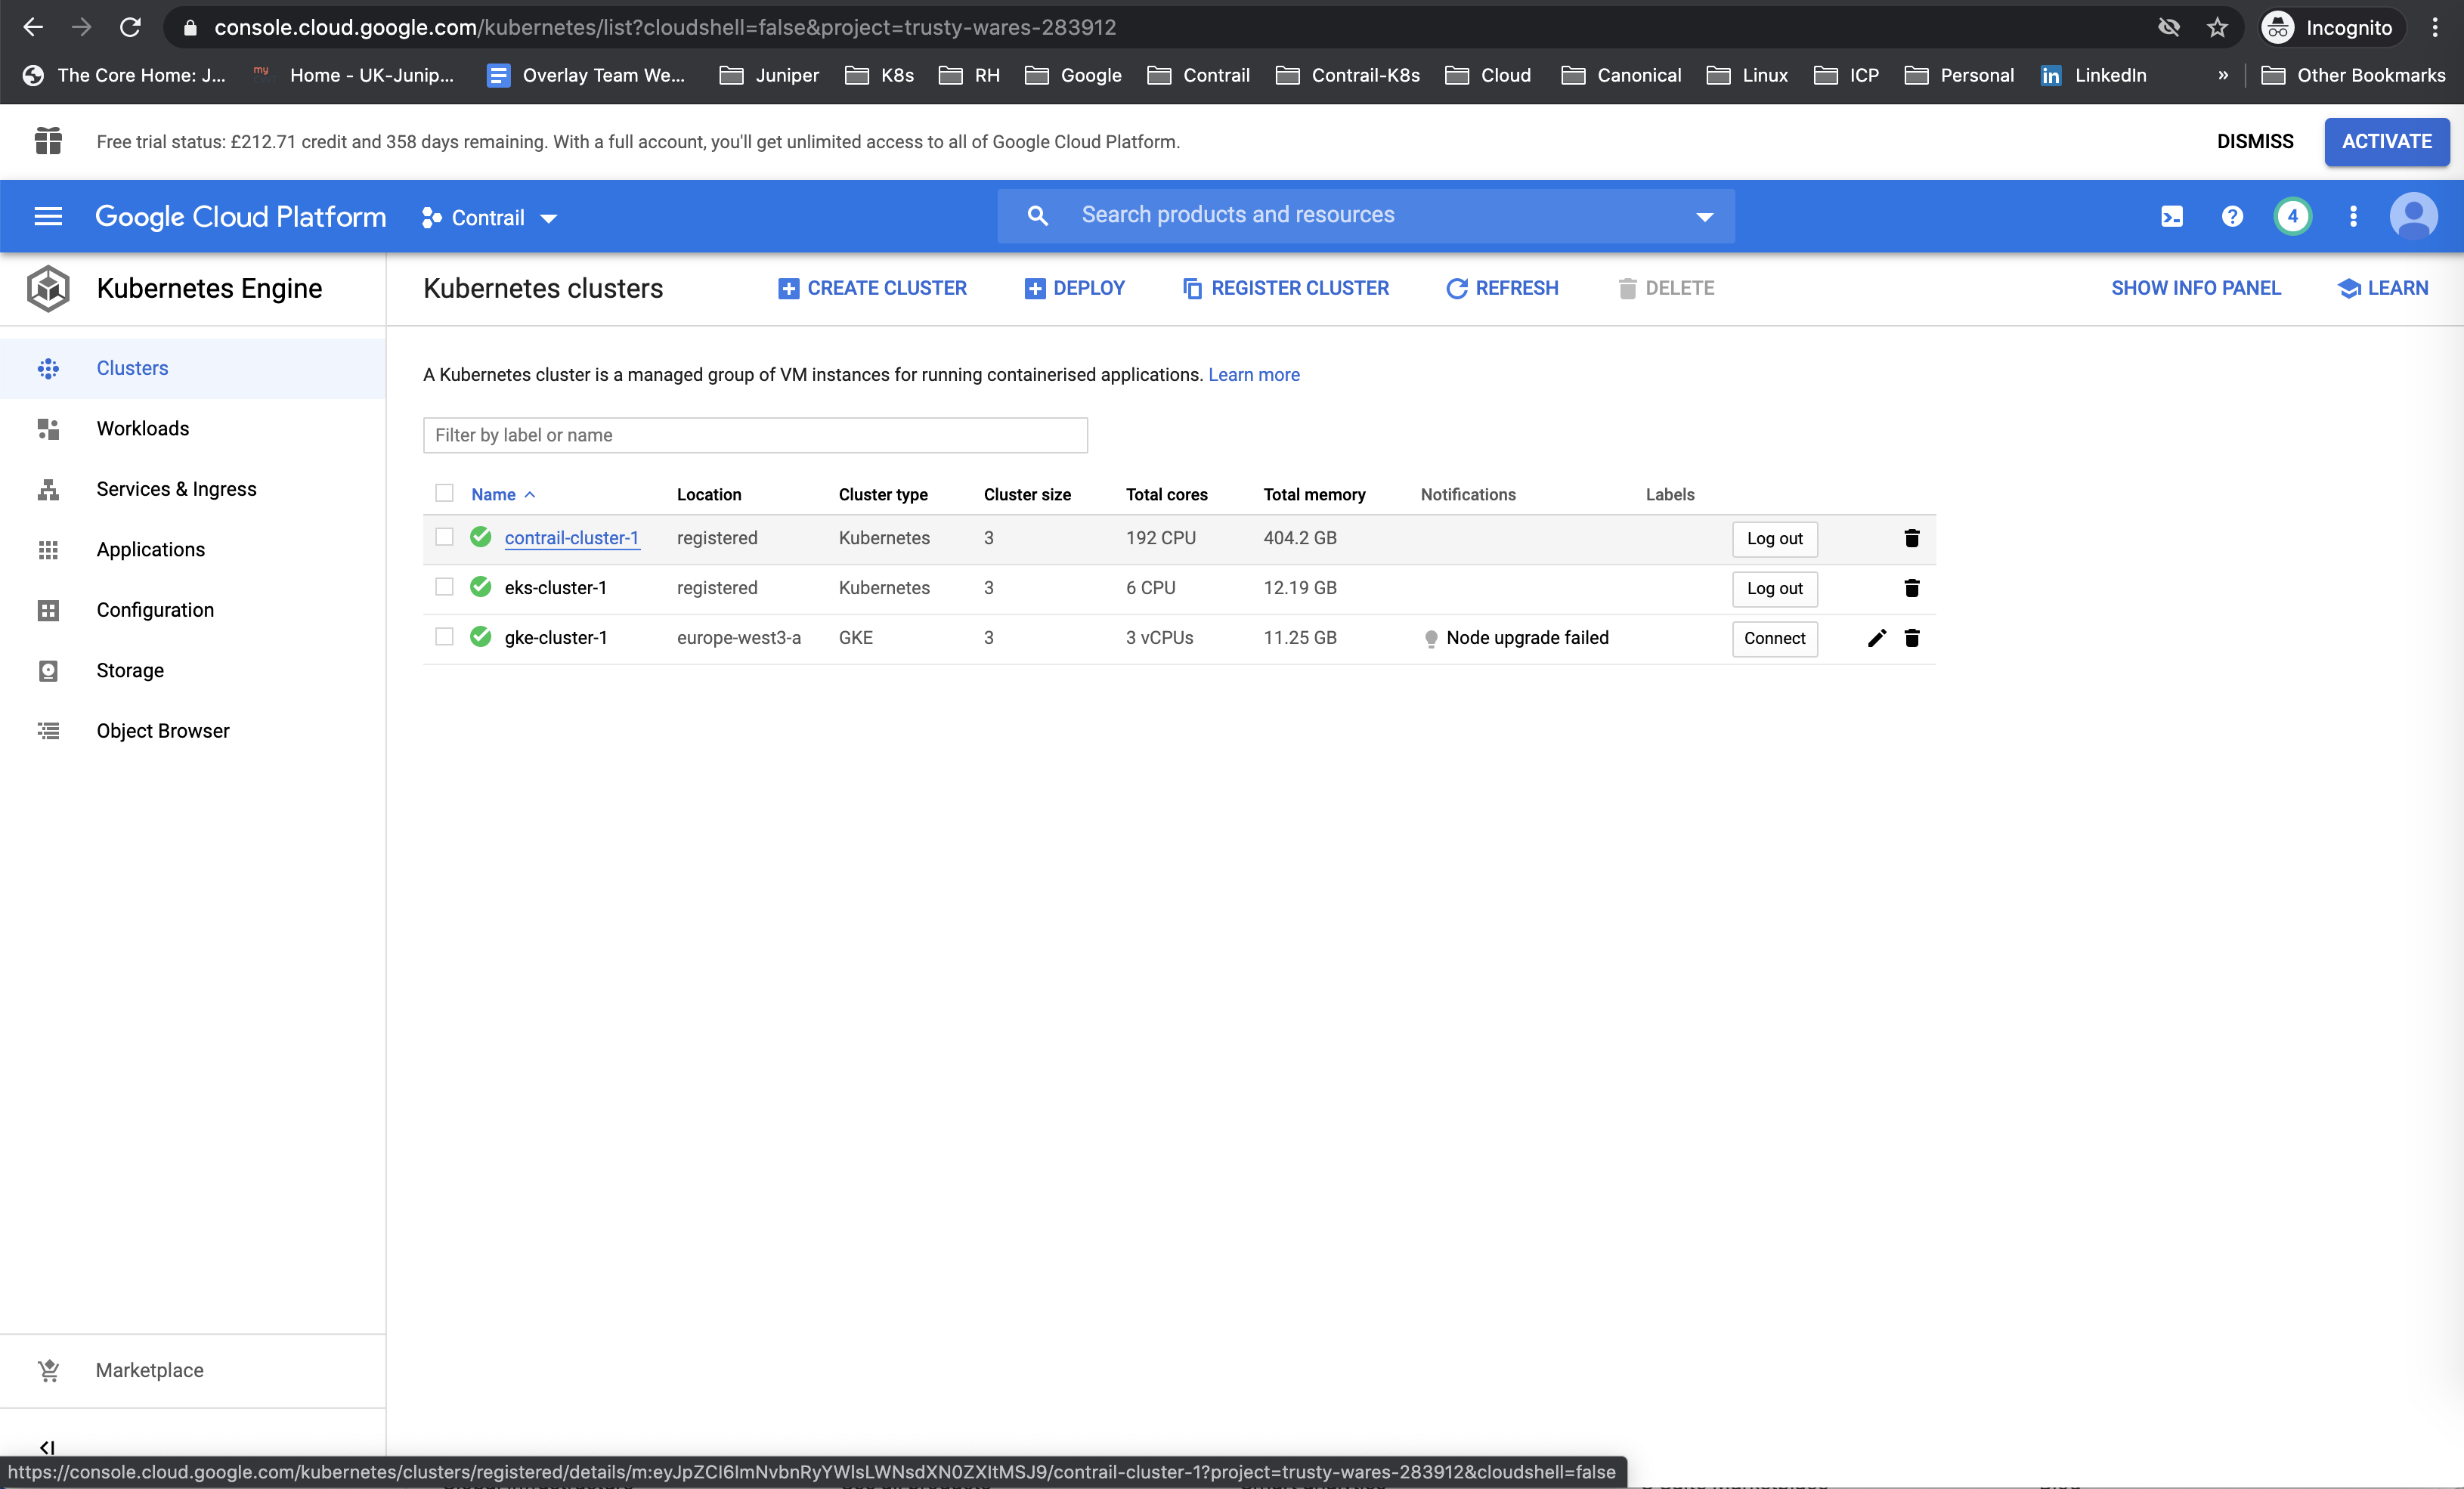 console.cloud.google.com/kubernetes/list?cloudshell=false&project=trusty-wares-283912
Incognito
The Core Home: J...
my
Home - UK-Junip...
Overlay Team We...
Juniper
K8s
RH
Google
Contrail
Contrail-K8s
Cloud
Canonical
Linux
ICP
Personal
in
LinkedIn
»
Other Bookmarks
Free trial status: £212.71 credit and 358 days remaining. With a full account, you'll get unlimited access to all of Google Cloud Platform.
DISMISS
ACTIVATE
Google Cloud Platform
Contrail
Search products and resources
4
Kubernetes Engine
Kubernetes clusters
CREATE CLUSTER
DEPLOY
REGISTER CLUSTER
REFRESH
DELETE
SHOW INFO PANEL
LEARN
Clusters
Workloads
Services & Ingress
Applications
Configuration
Storage
Object Browser
A Kubernetes cluster is a managed group of VM instances for running containerised applications. Learn more
Filter by label or name
Name Location Cluster type Cluster size Total cores Total memory Notifications Labels
contrail-cluster-1 registered Kubernetes 3 192 CPU 404.2 GB Log out
eks-cluster-1 registered Kubernetes 3 6 CPU 12.19 GB Log out
gke-cluster-1 europe-west3-a GKE 3 3 vCPUs 11.25 GB Node upgrade failed Connect
Marketplace
https://console.cloud.google.com/kubernetes/clusters/registered/details/m:eyJpZCI6ImNvbnRyYWlsLWNsdXN0ZXItMSJ9/contrail-cluster-1?project=trusty-wares-283912&cloudshell=false